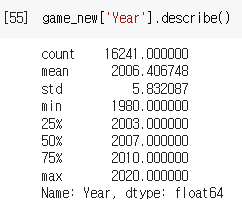 [55] game_new['Year'].describe()
count 16241.000000
mean 2006.406748
std 5.832087
min 1980.000000
25% 2003.000000
50% 2007.000000
75% 2010.000000
max 2020.000000
Name: Year, dtype: float64